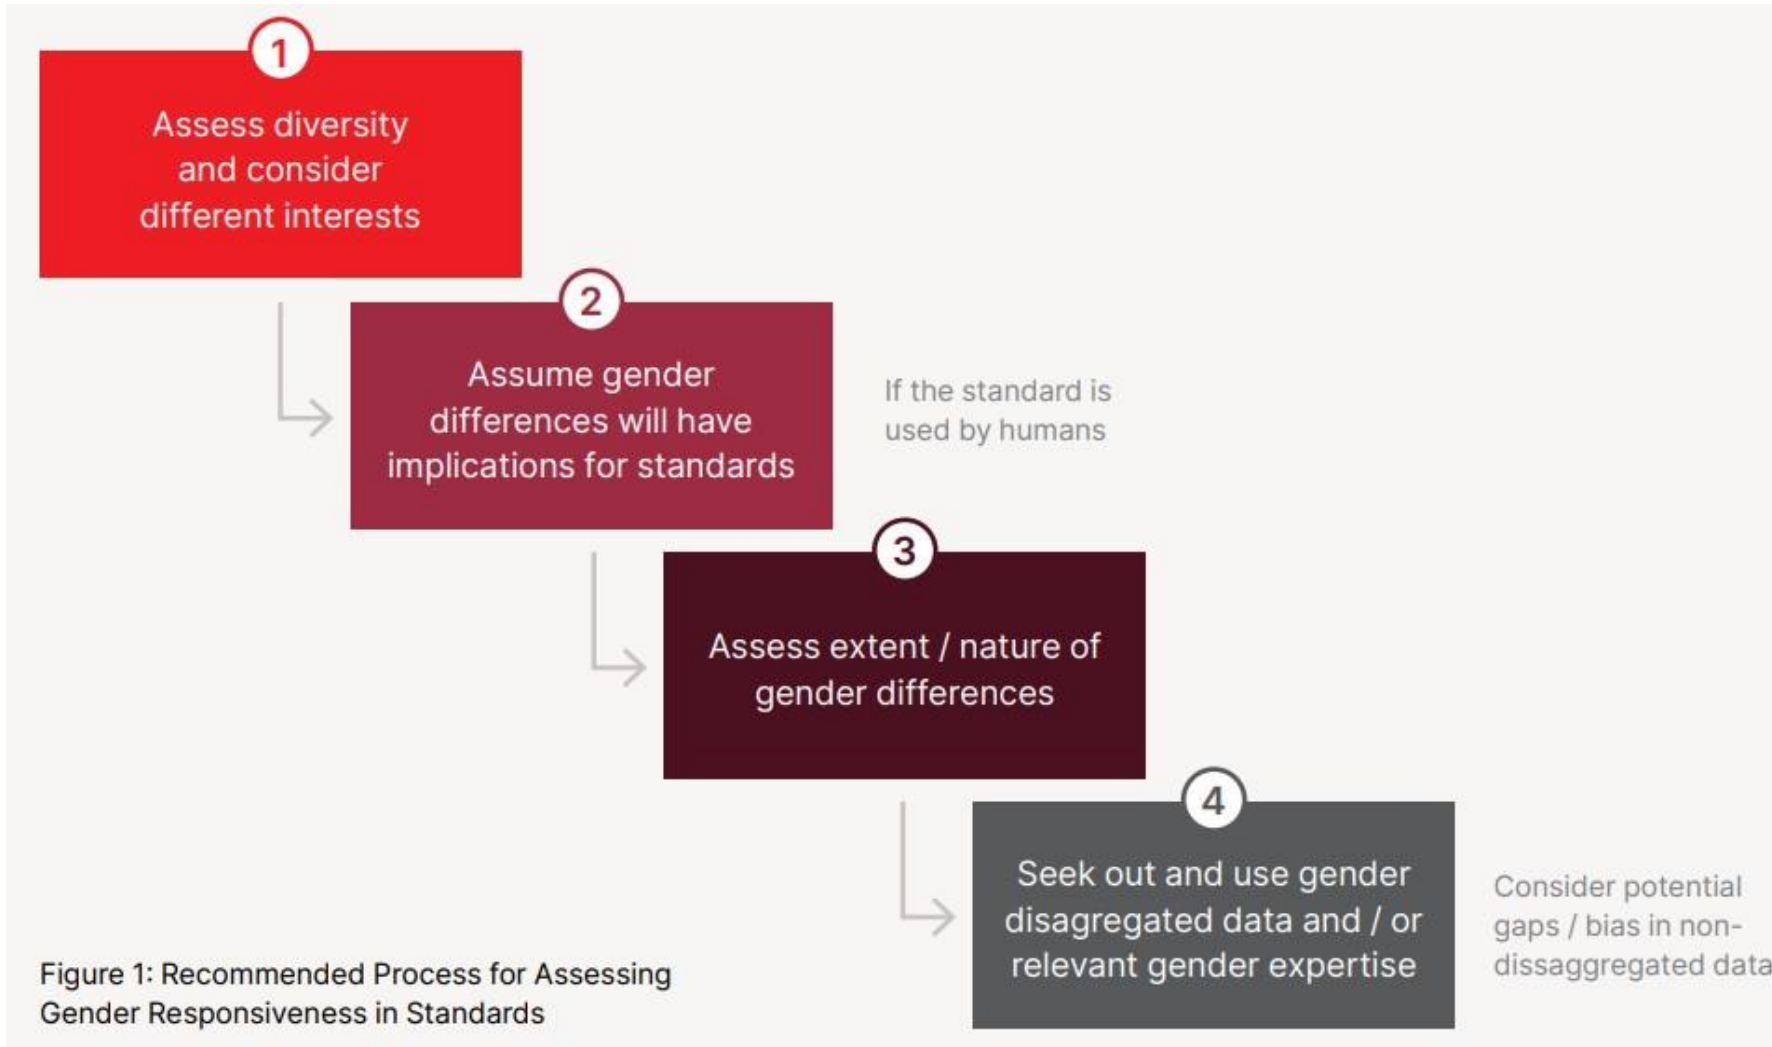 1
Assess diversity
and consider
different interests
2
Assume gender
differences will have
implications for standards
If the standard is
used by humans
3
Assess extent / nature of
gender differences
4
Seek out and use gender
disagregated data and / or
relevant gender expertise
Consider potential
gaps / bias in non-
dissaggregated data
Figure 1: Recommended Process for Assessing
Gender Responsiveness in Standards